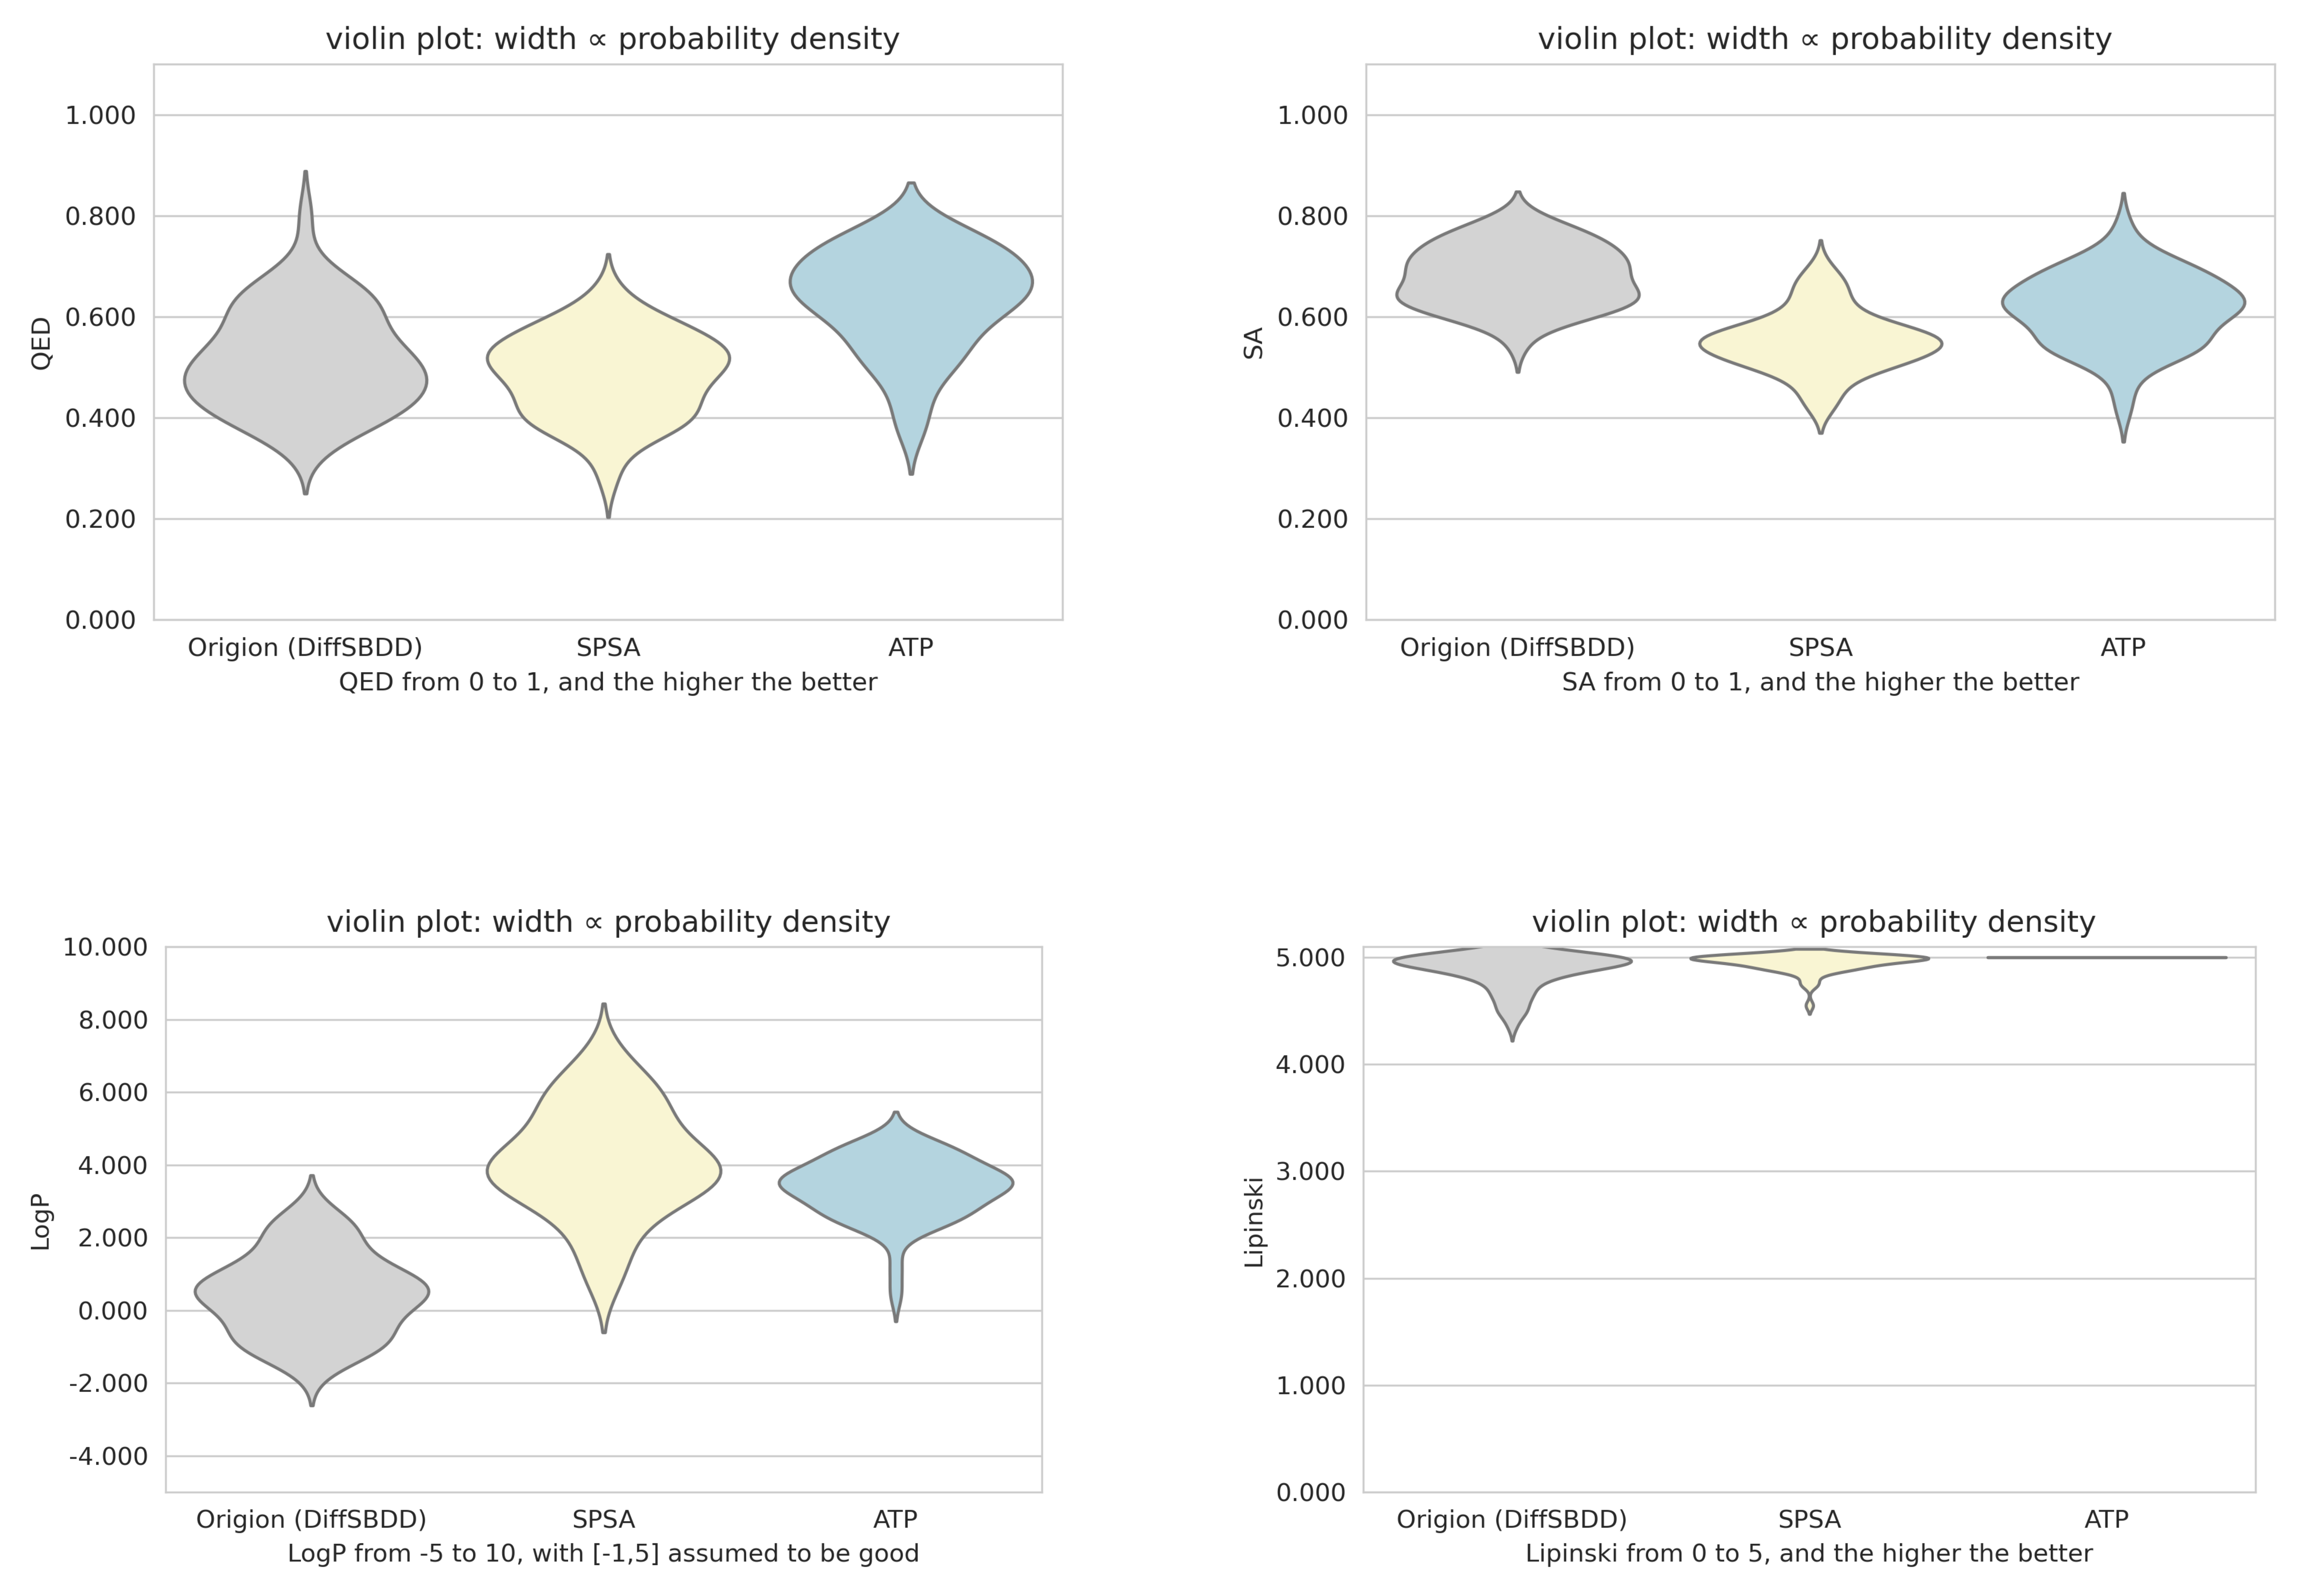 violin plot: width ∝ probability density
1.000
0.800
0.600
0.400
0.200
0.000
QED
Origion (DiffSBDD) SPSA ATP
QED from 0 to 1, and the higher the better
violin plot: width ∝ probability density
1.000
0.800
0.600
0.400
0.200
0.000
SA
Origion (DiffSBDD) SPSA ATP
SA from 0 to 1, and the higher the better
violin plot: width ∝ probability density
10.000
8.000
6.000
4.000
2.000
0.000
-2.000
-4.000
LogP
Origion (DiffSBDD) SPSA ATP
LogP from -5 to 10, with [-1,5] assumed to be good
violin plot: width ∝ probability density
5.000
4.000
3.000
2.000
1.000
0.000
Lipinski
Origion (DiffSBDD) SPSA ATP
Lipinski from 0 to 5, and the higher the better